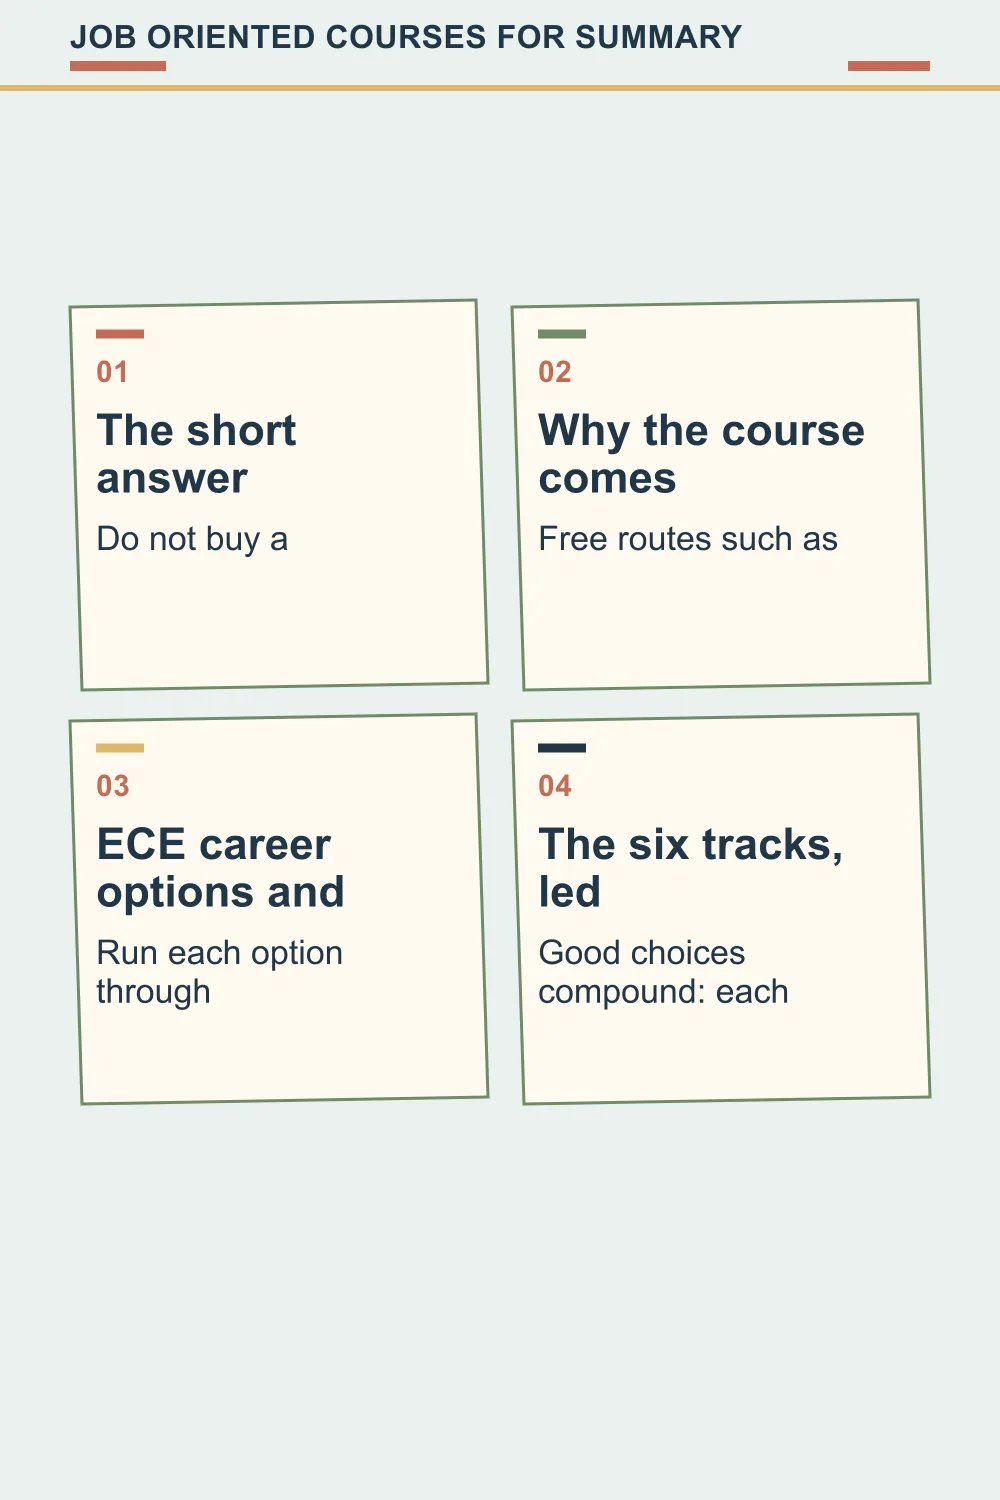 JOB ORIENTED COURSES FOR SUMMARY
01
The short
answer
Do not buy a
02
Why the course
comes
Free routes such as
03
ECE career
options and
Run each option
through
04
The six tracks,
led
Good choices
compound: each